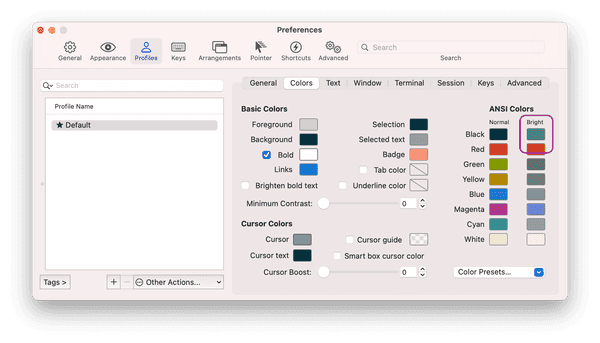 Preferences
General Appearance Profiles Keys Arrangements Pointer Shortcuts Advanced Search
Search
Search
Profile Name
★ Default
Tags >
+ − Other Actions...
General Colors Text Window Terminal Session Keys Advanced
Basic Colors
Foreground
Background
Bold
Links
Brighten bold text
Minimum Contrast: 0
Selection
Selected text
Badge
Tab color
Underline color
Cursor Colors
Cursor
Cursor text
Cursor guide
Smart box cursor color
Cursor Boost: 0
ANSI Colors
Normal Bright
Black
Red
Green
Yellow
Blue
Magenta
Cyan
White
Color Presets...